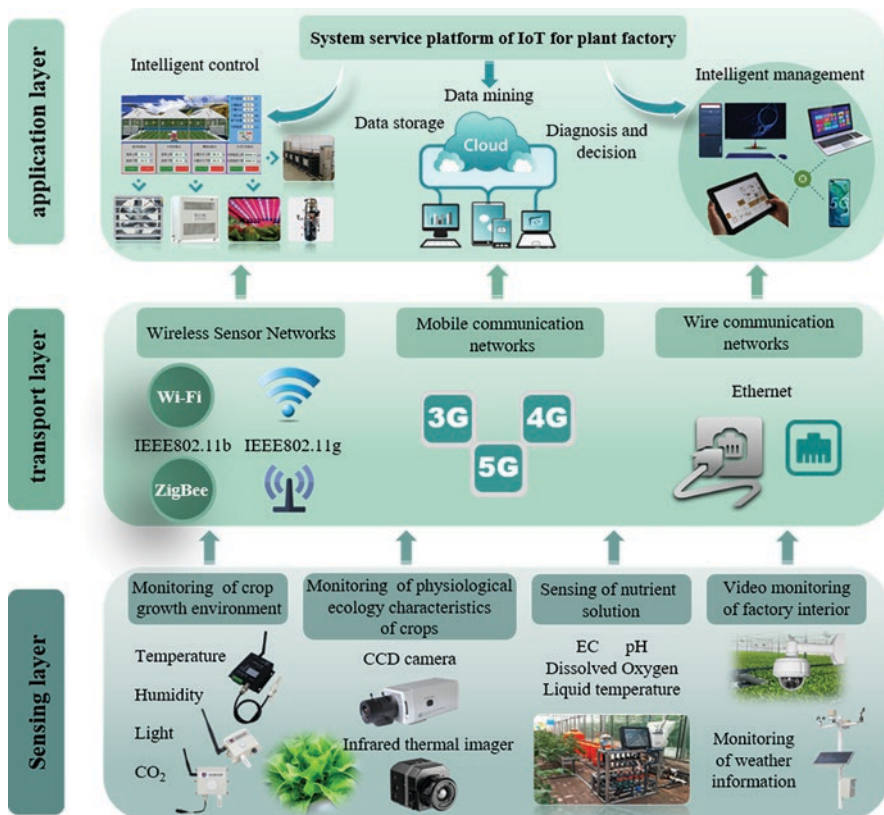 application layer
System service platform of IoT for plant factory
Intelligent control
Data mining
Data storage
Cloud
Diagnosis and
decision
Intelligent management
5G
transport layer
Wireless Sensor Networks
Wi-Fi
IEEE802.11b
IEEE802.11g
ZigBee
Mobile communication
networks
3G
4G
5G
Wire communication
networks
Ethernet
Sensing layer
Monitoring of crop
growth environment
Temperature
Humidity
Light
CO₂
Monitoring of physiological
ecology characteristics
of crops
CCD camera
Infrared thermal imager
Sensing of nutrient
solution
EC pH
Dissolved Oxygen
Liquid temperature
Video monitoring
of factory interior
Monitoring
of weather
information